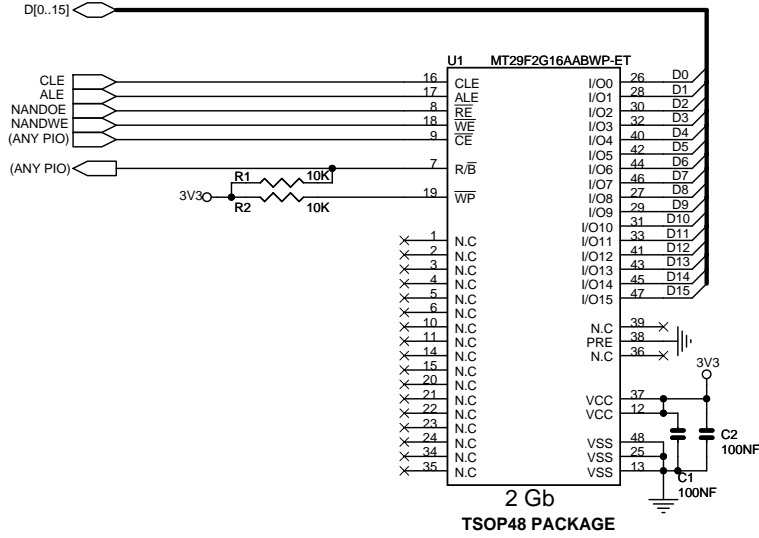 D[0..15]
U1 MT29F2G16AABWP-ET
CLE 16 CLE I/O0 26 D0
ALE 17 ALE I/O1 28 D1
NANDOE 8 RE I/O2 30 D2
NANDWE 18 WE I/O3 32 D3
(ANY PIO) 9 CE I/O4 40 D4
I/O5 42 D5
(ANY PIO) 7 R/B I/O6 44 D6
R1 10K I/O7 46 D7
3V3 19 WP I/O8 27 D8
R2 10K I/O9 29 D9
I/O10 31 D10
1 N.C I/O11 33 D11
2 N.C I/O12 41 D12
3 N.C I/O13 43 D13
4 N.C I/O14 45 D14
5 N.C I/O15 47 D15
6 N.C
10 N.C N.C 39
11 N.C PRE 38
14 N.C N.C 36
15 N.C 3V3
20 N.C
21 N.C VCC 37
22 N.C VCC 12
23 N.C
24 N.C VSS 48 C2
34 N.C VSS 25 100NF
35 N.C VSS 13 C1
100NF
2 Gb
TSOP48 PACKAGE